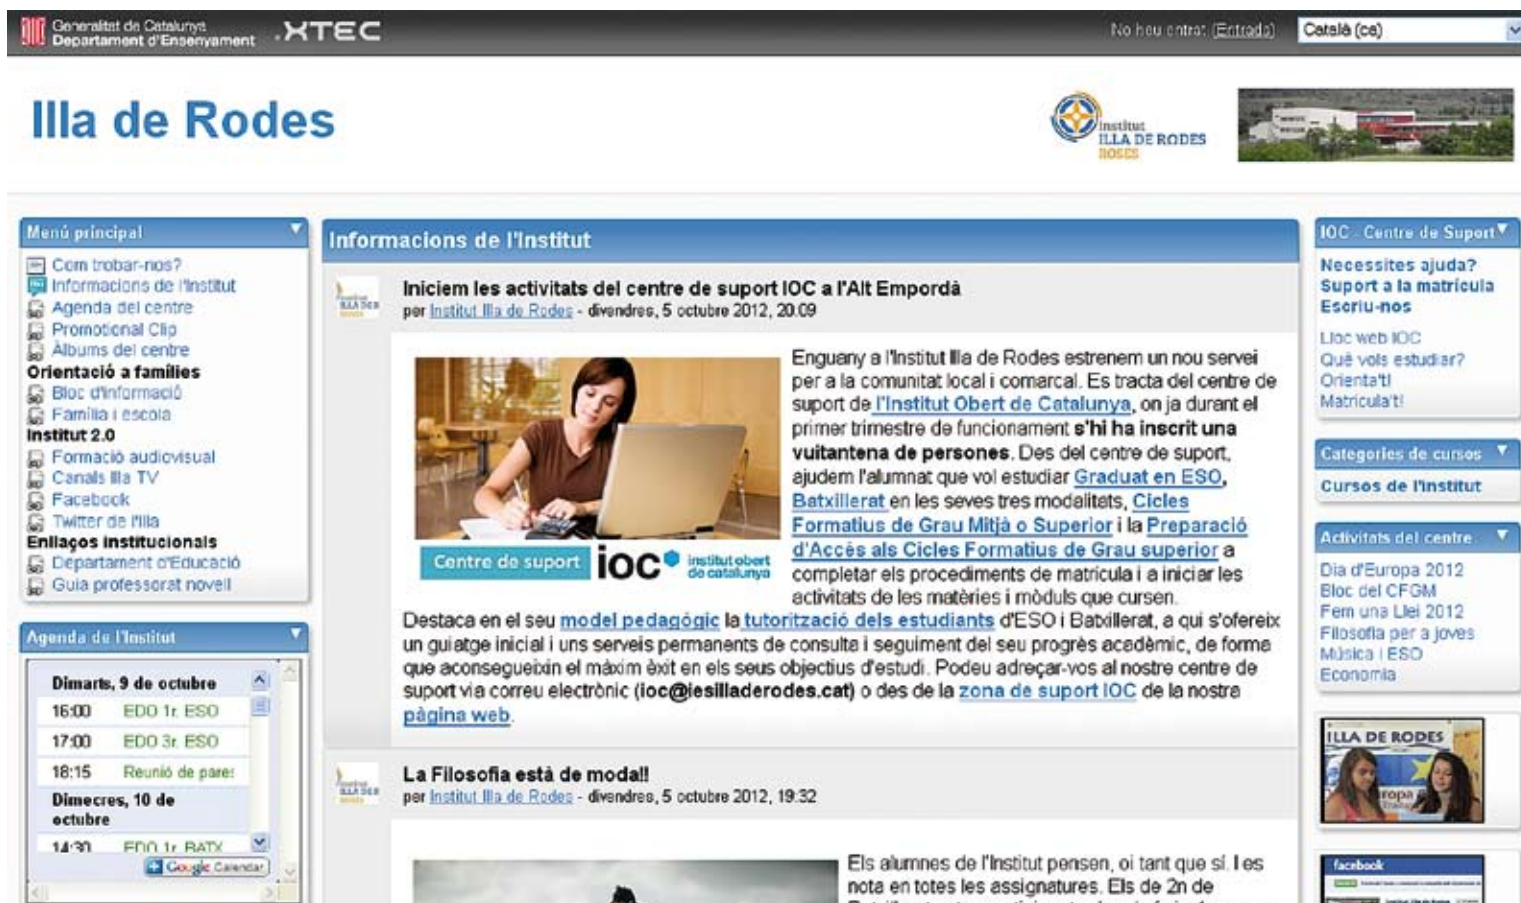 Generalitat de Catalunya
Departament d'Ensenyament
.XTEC
No heu entrat (Entrada)
Català (ca)
Illa de Rodes
institut
ILLA DE RODES
ROSES
Menú principal
Com trobar-nos?
Informacions de l'Institut
Agenda del centre
Promotional Clip
Àlbums del centre
Orientació a famílies
Bloc d'informació
Família i escola
Institut 2.0
Formació audiovisual
Canals Illa TV
Facebook
Twitter de l'Illa
Enllaços institucionals
Departament d'Educació
Guia professorat novell
Agenda de l'Institut
Dimarts, 9 de octubre
16:00 EDO 1r. ESO
17:00 EDO 3r. ESO
18:15 Reunió de pares
Dimecres, 10 de
octubre
14:30 EDO 1r. BATX
Google Calendar
Informacions de l'Institut
Iniciem les activitats del centre de suport IOC a l'Alt Empordà
per Institut Illa de Rodes - divendres, 5 octubre 2012, 20:09
Centre de suport ioc institut obert
de catalunya
Enguany a l'Institut Illa de Rodes estrenem un nou servei
per a la comunitat local i comarcal. Es tracta del centre de
suport de l'Institut Obert de Catalunya, on ja durant el
primer trimestre de funcionament s'hi ha inscrit una
vuitantena de persones. Des del centre de suport,
ajudem l'alumnat que vol estudiar Graduat en ESO,
Batxillerat en les seves tres modalitats, Cicles
Formatius de Grau Mitjà o Superior i la Preparació
d'Accés als Cicles Formatius de Grau superior a
completar els procediments de matrícula i a iniciar les
activitats de les matèries i mòduls que cursen.
Destaca en el seu model pedagògic la tutorització dels estudiants d'ESO i Batxillerat, a qui s'ofereix
un guiatge inicial i uns serveis permanents de consulta i seguiment del seu progrès acadèmic, de forma
que aconsegueixin el màxim èxit en els seus objectius d'estudi. Podeu adreçar-vos al nostre centre de
suport via correu electrònic (ioc@iesilladerodes.cat) o des de la zona de suport IOC de la nostra
pàgina web.
La Filosofia està de moda!!
per Institut Illa de Rodes - divendres, 5 octubre 2012, 19:32
Els alumnes de l'Institut pensen, oi tant que sí. I es
nota en totes les assignatures. Els de 2n de
IOC - Centre de Suport
Necessites ajuda?
Suport a la matrícula
Escriu-nos
Lloc web IOC
Què vols estudiar?
Orienta't!
Matricula't!
Categories de cursos
Cursos de l'institut
Activitats del centre
Dia d'Europa 2012
Bloc del CFGM
Fem una Llei 2012
Filosofia per a joves
Música i ESO
Economia
ILLA DE RODES
facebook